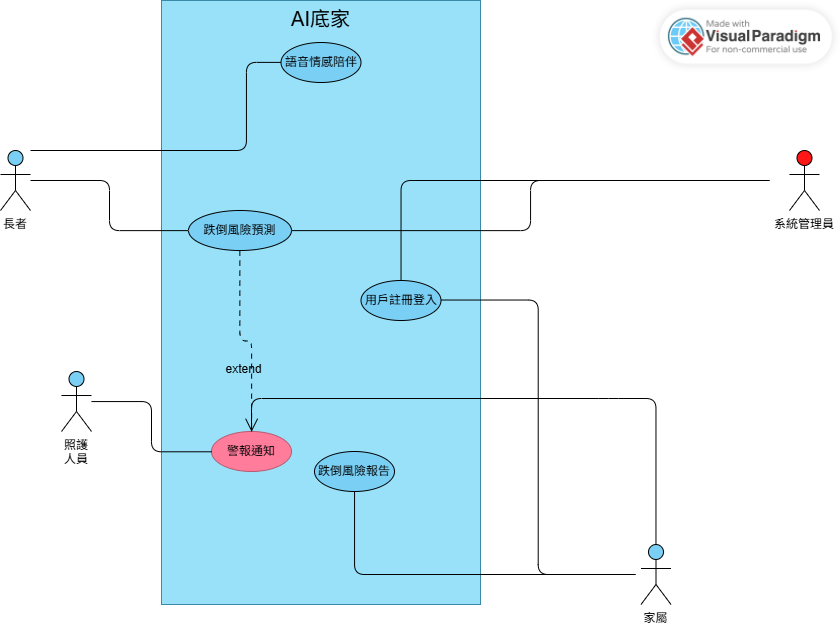 AI底家
Made with
VisualParadigm
For non-commercial use
語音情感陪伴
長者
系統管理員
跌倒風險預測
用戶註冊登入
extend
照護
人員
警報通知
跌倒風險報告
家屬